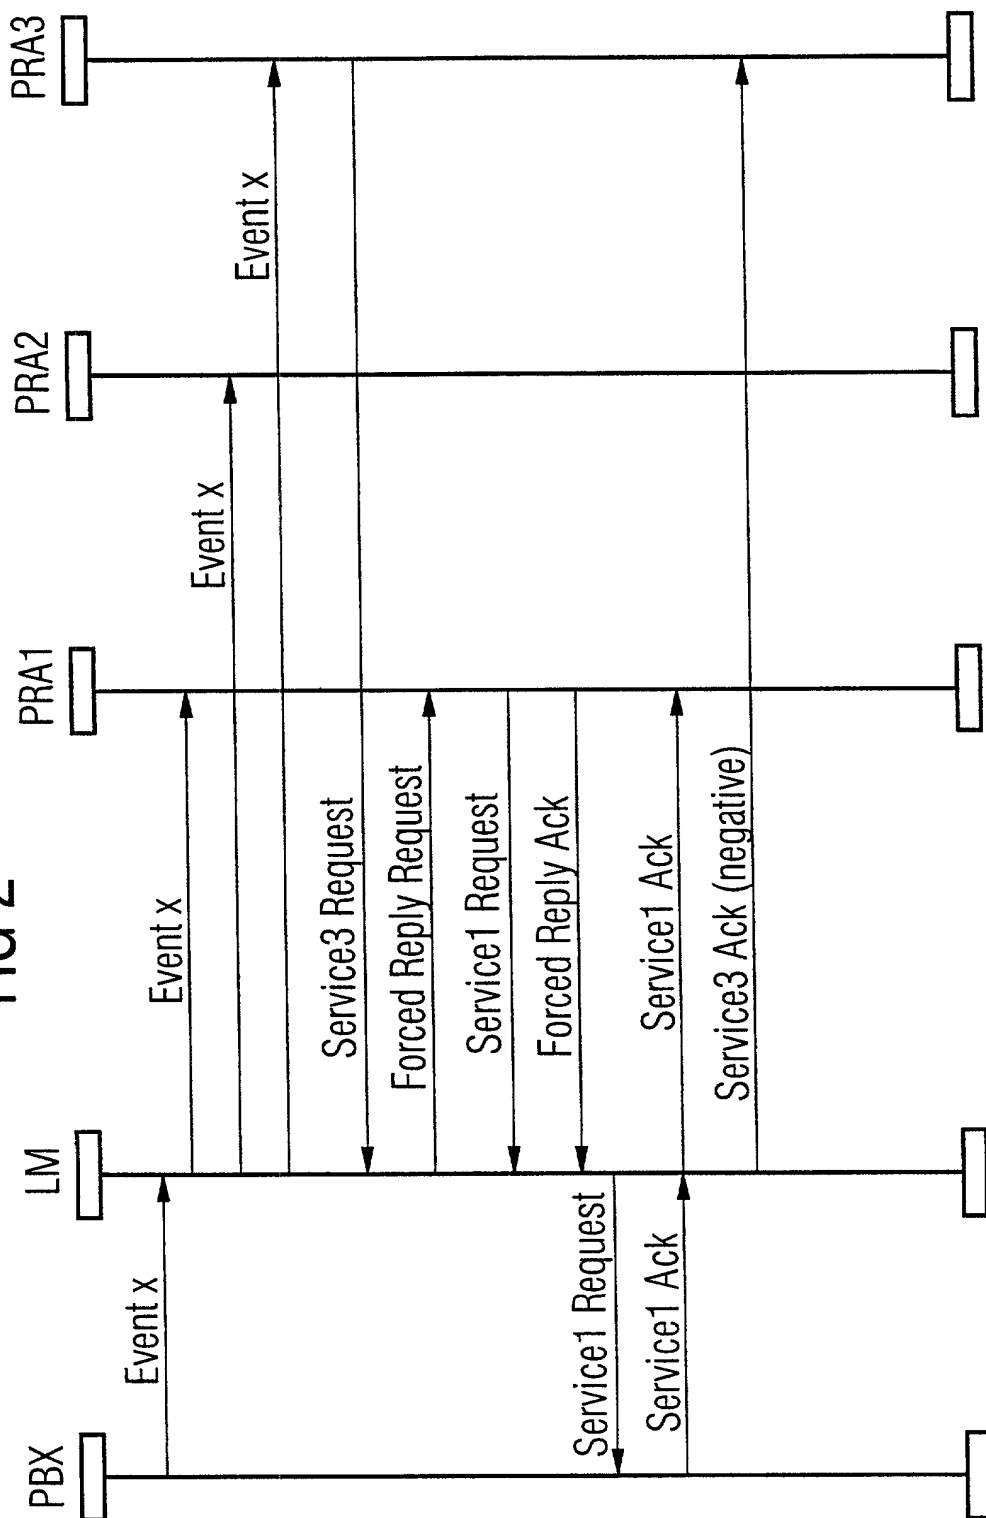 FIG 2
PBX
LM
PRA1
PRA2
PRA3
Event x
Event x
Event x
Event x
Service3 Request
Forced Reply Request
Service1 Request
Forced Reply Ack
Service1 Request
Service1 Ack
Service1 Ack
Service3 Ack (negative)